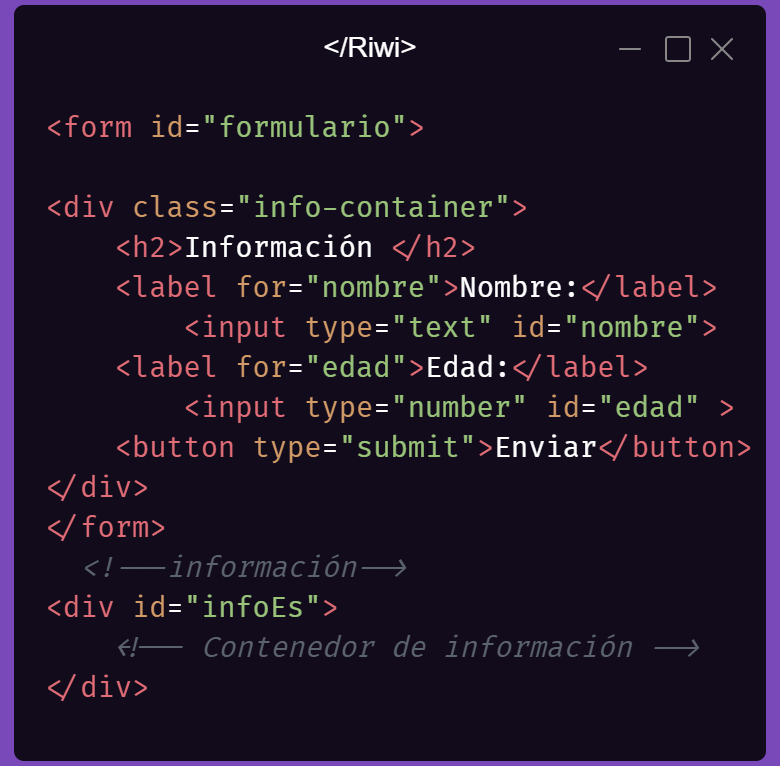 </Riwi>
<form id="formulario">
<div class="info-container">
<h2>Información </h2>
<label for="nombre">Nombre:</label>
<input type="text" id="nombre">
<label for="edad">Edad:</label>
<input type="number" id="edad" >
<button type="submit">Enviar</button>
</div>
</form>
<!--información-->
<div id="infoEs">
<!-- Contenedor de información -->
</div>